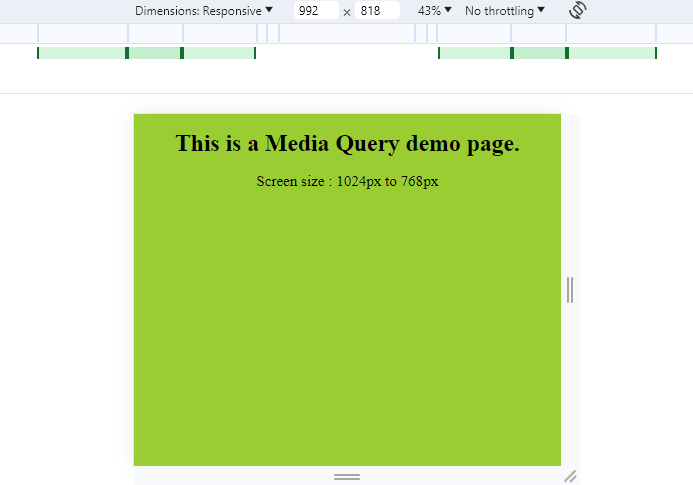 Dimensions: Responsive ▼ 992 × 818 43% ▼ No throttling ▼
This is a Media Query demo page.
Screen size : 1024px to 768px